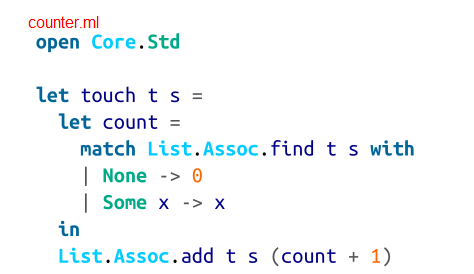 counter.ml
open Core.Std
let touch t s =
let count =
match List.Assoc.find t s with
| None -> 0
| Some x -> x
in
List.Assoc.add t s (count + 1)